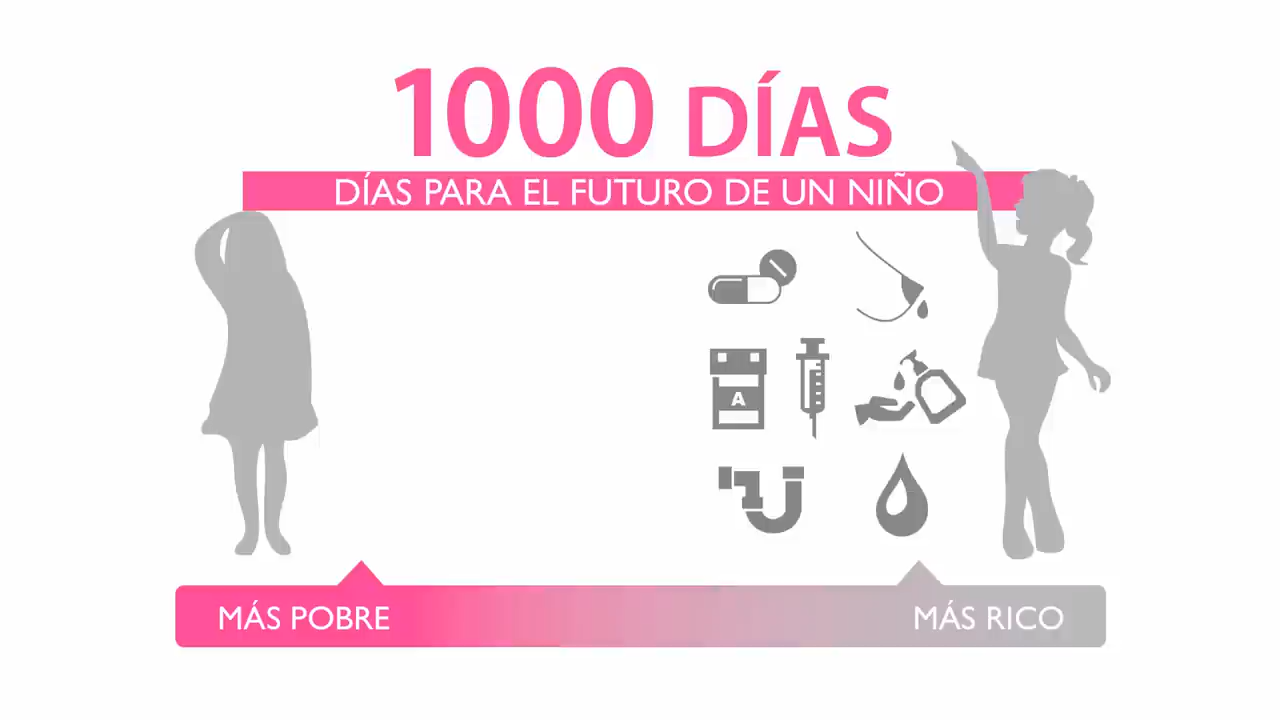 1000 DÍAS
DÍAS PARA EL FUTURO DE UN NIÑO
A
MÁS POBRE
MÁS RICO